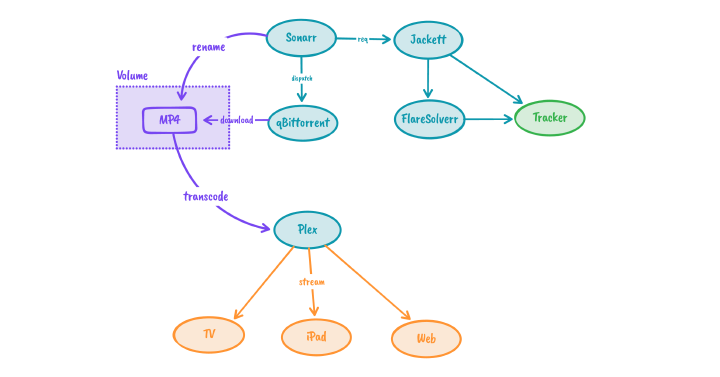 Sonarr
req
Jackett
rename
Volume
dispatch
MP4
download
qBittorrent
FlareSolverr
Tracker
transcode
Plex
stream
TV
iPad
Web